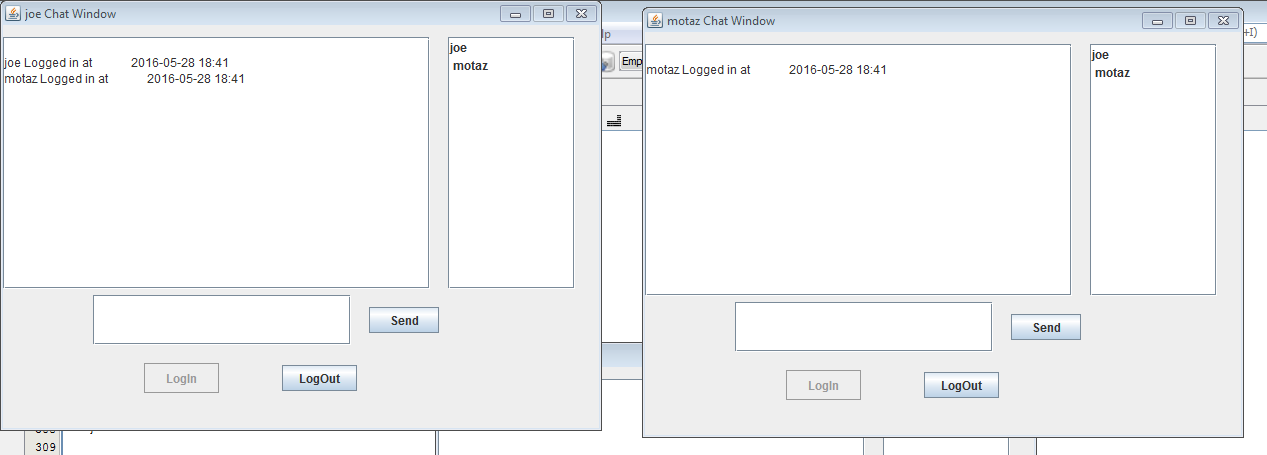 joe Chat Window
joe Logged in at 2016-05-28 18:41
motaz Logged in at 2016-05-28 18:41
joe
motaz
Send
LogIn
LogOut
lp
Emp
motaz Chat Window
motaz Logged in at 2016-05-28 18:41
joe
motaz
Send
LogIn
LogOut
+I)
309